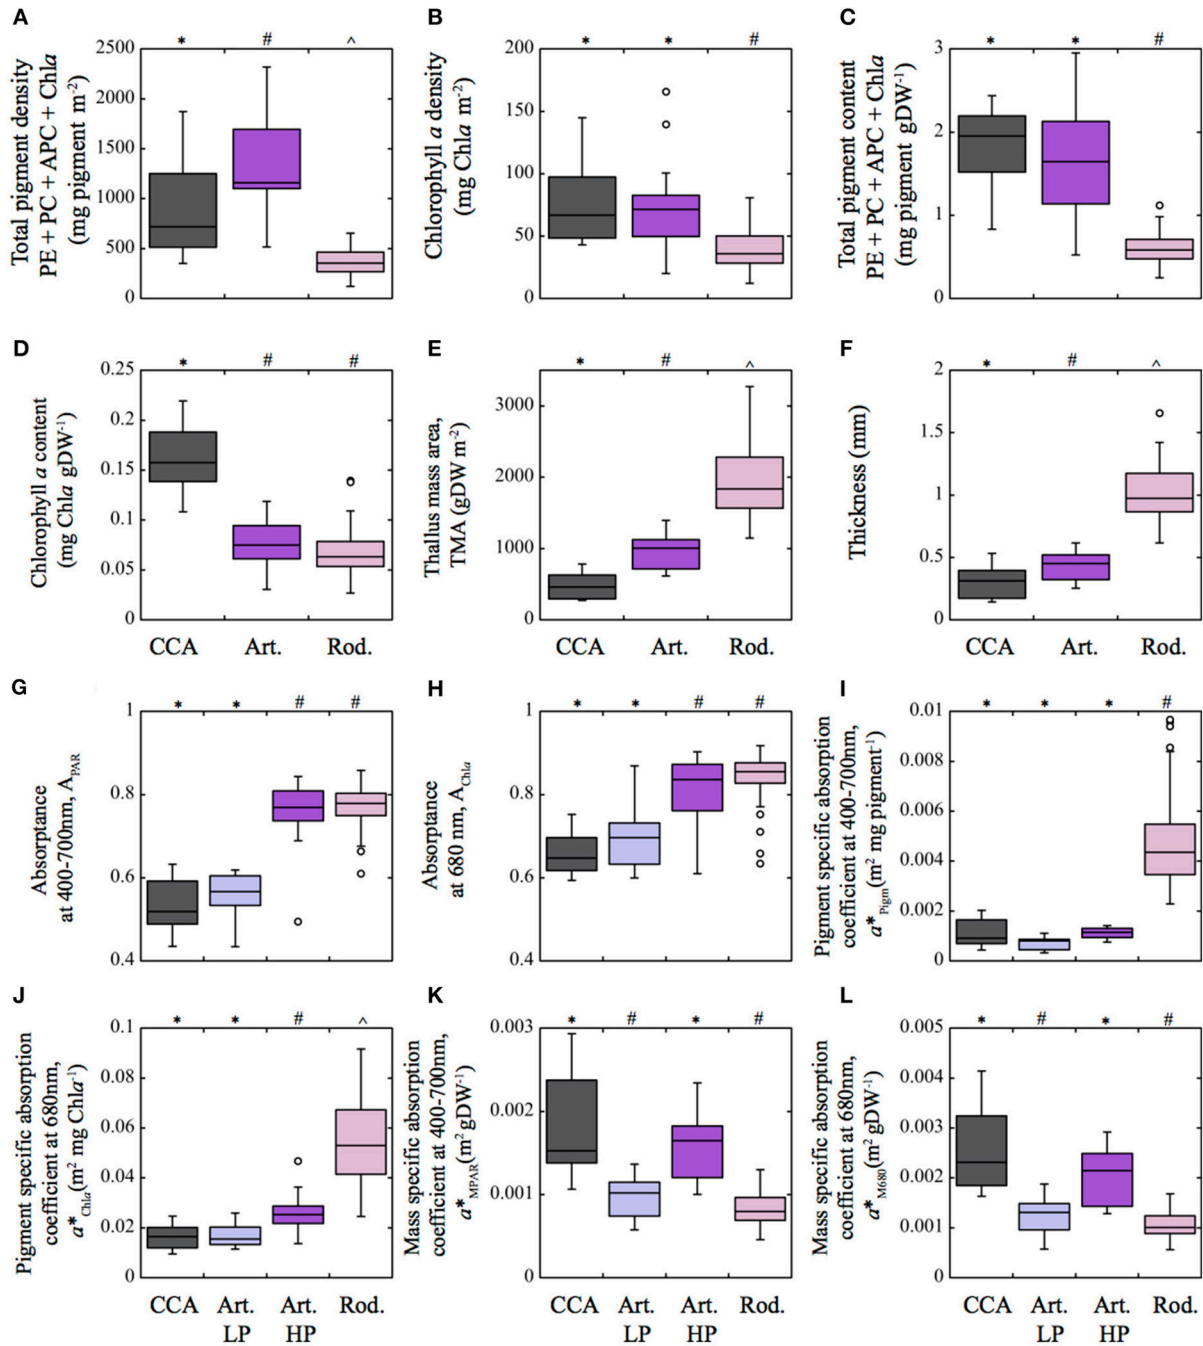 A
* # ^
Total pigment density
PE + PC + APC + Chla
(mg pigment m-2)
2500
2000
1500
1000
500
0
B
* * #
Chlorophyll a density
(mg Chla m-2)
200
150
100
50
0
C
* * #
Total pigment content
PE + PC + APC + Chla
(mg pigment gDW-1)
3
2
1
0
D
* # #
Chlorophyll a content
(mg Chla gDW-1)
0.25
0.2
0.15
0.1
0.05
0
CCA Art. Rod.
E
* # ^
Thallus mass area,
TMA (gDW m-2)
3000
2000
1000
0
CCA Art. Rod.
F
* # ^
Thickness (mm)
2
1.5
1
0.5
0
CCA Art. Rod.
G
* * # #
Absorptance
at 400-700nm, APAR
1
0.8
0.6
0.4
H
* * # #
Absorptance
at 680 nm, AChla
1
0.8
0.6
0.4
I
* * * #
Pigment specific absorption
coefficient at 400-700nm,
a*Pigm(m2 mg pigment-1)
0.01
0.008
0.006
0.004
0.002
0
J
* * # ^
Pigment specific absorption
coefficient at 680nm,
a*Chla(m2 mg Chla-1)
0.1
0.08
0.06
0.04
0.02
0
CCA Art. Art. Rod.
LP HP
K
* # * #
Mass specific absorption
coefficient at 400-700nm,
a*MPAR(m2 gDW-1)
0.003
0.002
0.001
0
CCA Art. Art. Rod.
LP HP
L
* # * #
Mass specific absorption
coefficient at 680nm,
a*M680(m2 gDW-1)
0.005
0.004
0.003
0.002
0.001
0
CCA Art. Art. Rod.
LP HP